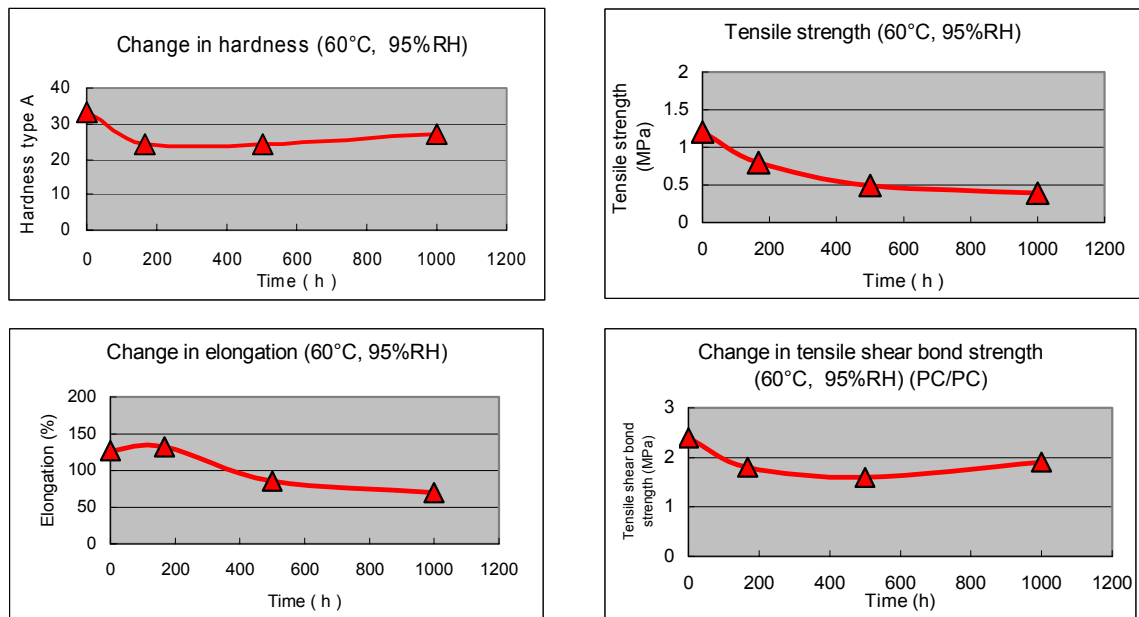 Change in hardness (60°C, 95%RH)
Hardness type A
40
30
20
10
0
0 200 400 600 800 1000 1200
Time ( h )
Tensile strength (60°C, 95%RH)
Tensile strength
(MPa)
2
1.5
1
0.5
0
0 200 400 600 800 1000 1200
Time ( h )
Change in elongation (60°C, 95%RH)
Elongation (%)
200
150
100
50
0
0 200 400 600 800 1000 1200
Time ( h )
Change in tensile shear bond strength
(60°C, 95%RH) (PC/PC)
Tensile shear bond
strength (MPa)
3
2
1
0
0 200 400 600 800 1000 1200
Time (h)